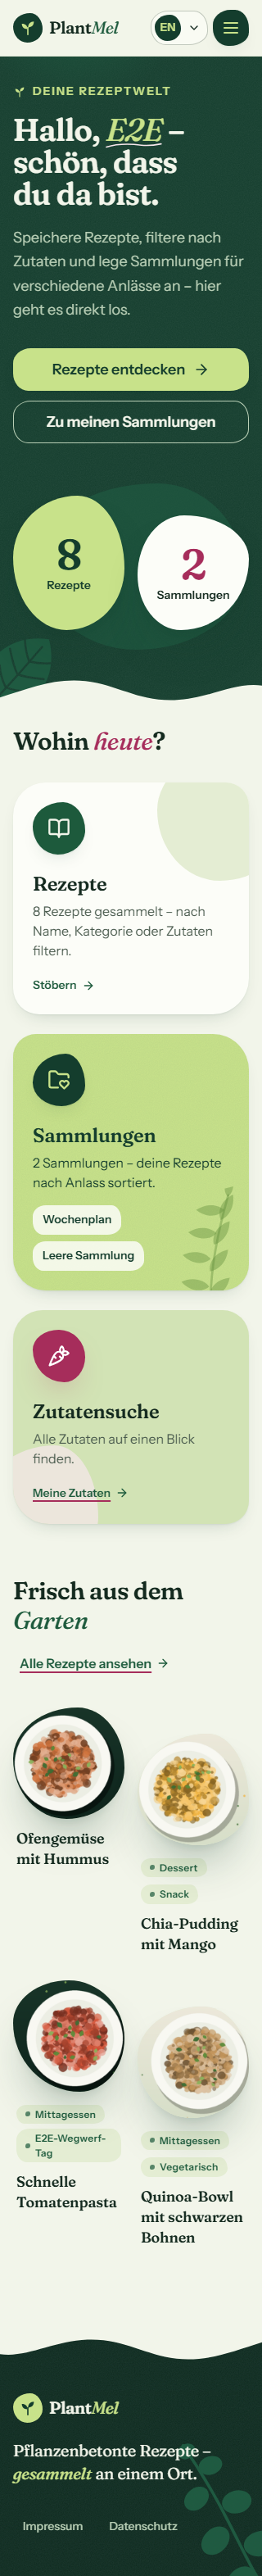 PlantMel
EN
DEINE REZEPTWELT
Hallo, E2E –
schön, dass
du da bist.
Speichere Rezepte, filtere nach
Zutaten und lege Sammlungen für
verschiedene Anlässe an – hier
geht es direkt los.
Rezepte entdecken
Zu meinen Sammlungen
8
Rezepte
2
Sammlungen
Wohin heute?
Rezepte
8 Rezepte gesammelt – nach
Name, Kategorie oder Zutaten
filtern.
Stöbern
Sammlungen
2 Sammlungen – deine Rezepte
nach Anlass sortiert.
Wochenplan
Leere Sammlung
Zutatensuche
Alle Zutaten auf einen Blick
finden.
Meine Zutaten
Frisch aus dem
Garten
Alle Rezepte ansehen
Ofengemüse
mit Hummus
Dessert
Snack
Chia-Pudding
mit Mango
Mittagessen
E2E-Wegwerf-
Tag
Schnelle
Tomatenpasta
Mittagessen
Vegetarisch
Quinoa-Bowl
mit schwarzen
Bohnen
PlantMel
Pflanzenbetonte Rezepte –
gesammelt an einem Ort.
Impressum Datenschutz